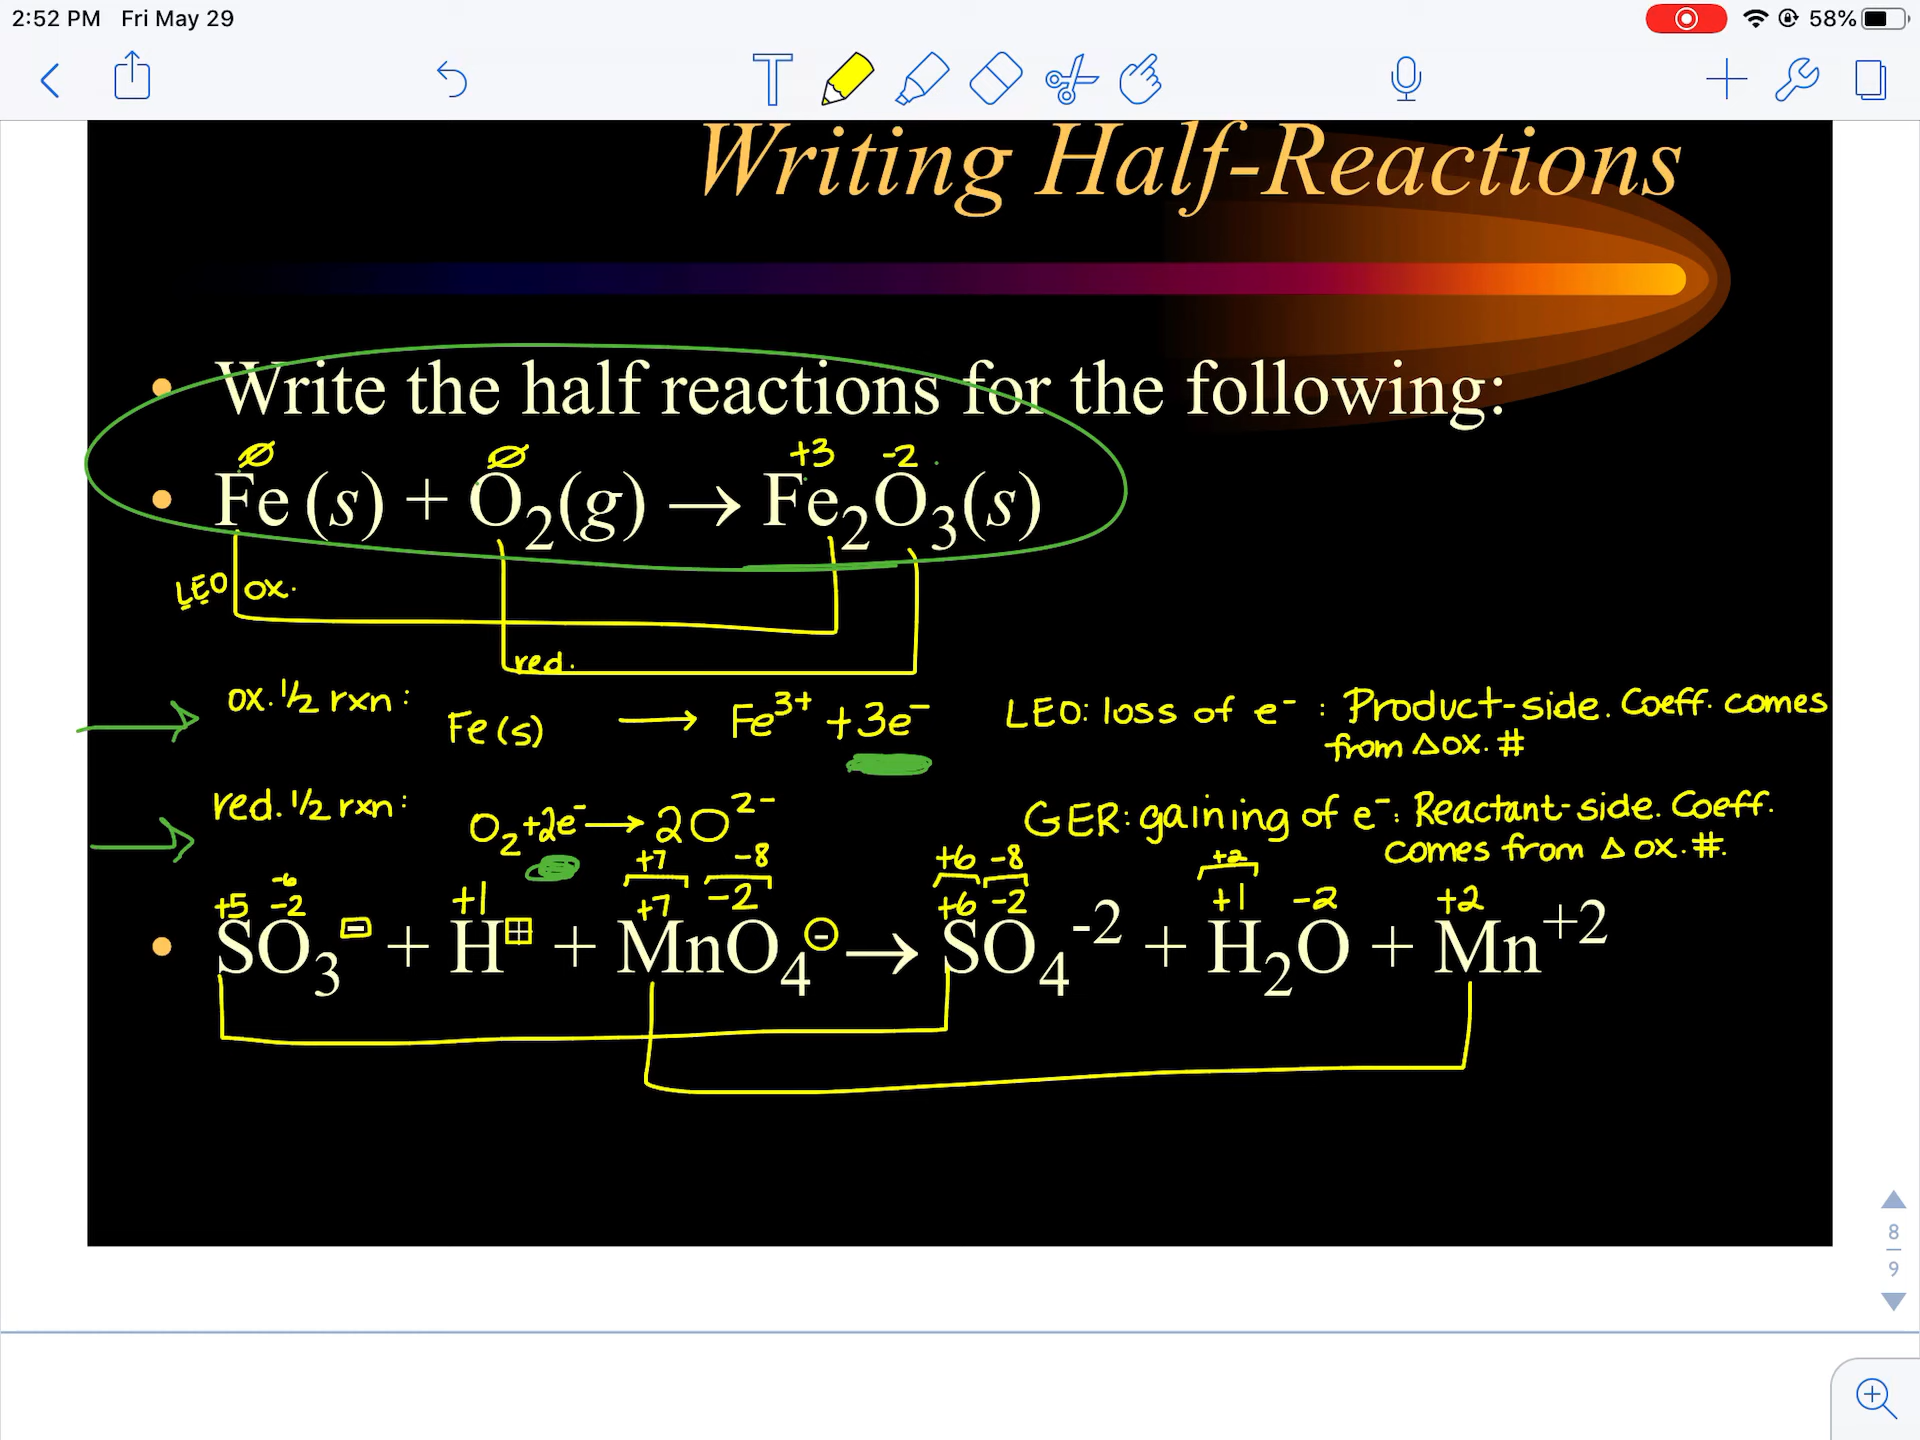 2:52 PM Fri May 29
58%
T
Writing Half-Reactions
• Write the half reactions for the following:
∅ ∅ +3 -2
• Fe (s) + O₂(g) → Fe₂O₃(s)
LEO ox.
red.
ox. ½ rxn: Fe(s) → Fe³⁺ + 3e⁻ LEO: loss of e⁻ : Product-side. Coeff. comes
from Δox. #
red. ½ rxn: O₂+2e⁻ → 2O²⁻ GER: gaining of e⁻: Reactant-side. Coeff.
comes from Δ ox. #.
-6 +7 -8 +6 -8 +2
+5 -2 +1 +7 -2 +6 -2 +1 -2 +2
• SO₃⁻ + H⁺ + MnO₄⁻ → SO₄⁻² + H₂O + Mn⁺²
8
9